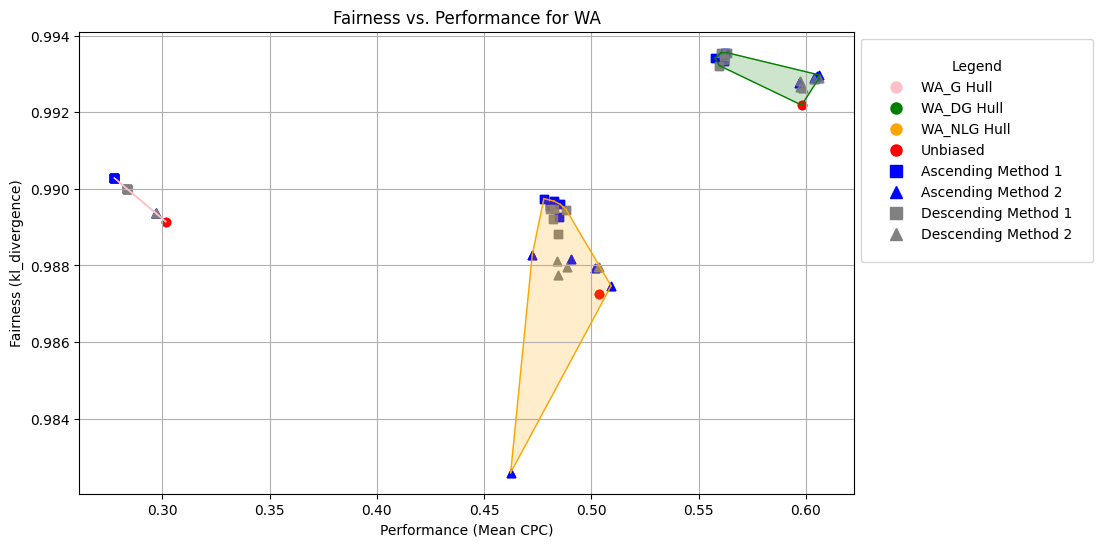 Fairness vs. Performance for WA
Fairness (kl_divergence)
0.994
0.992
0.990
0.988
0.986
0.984
0.30
0.35
0.40
0.45
0.50
0.55
0.60
Performance (Mean CPC)
Legend
WA_G Hull
WA_DG Hull
WA_NLG Hull
Unbiased
Ascending Method 1
Ascending Method 2
Descending Method 1
Descending Method 2